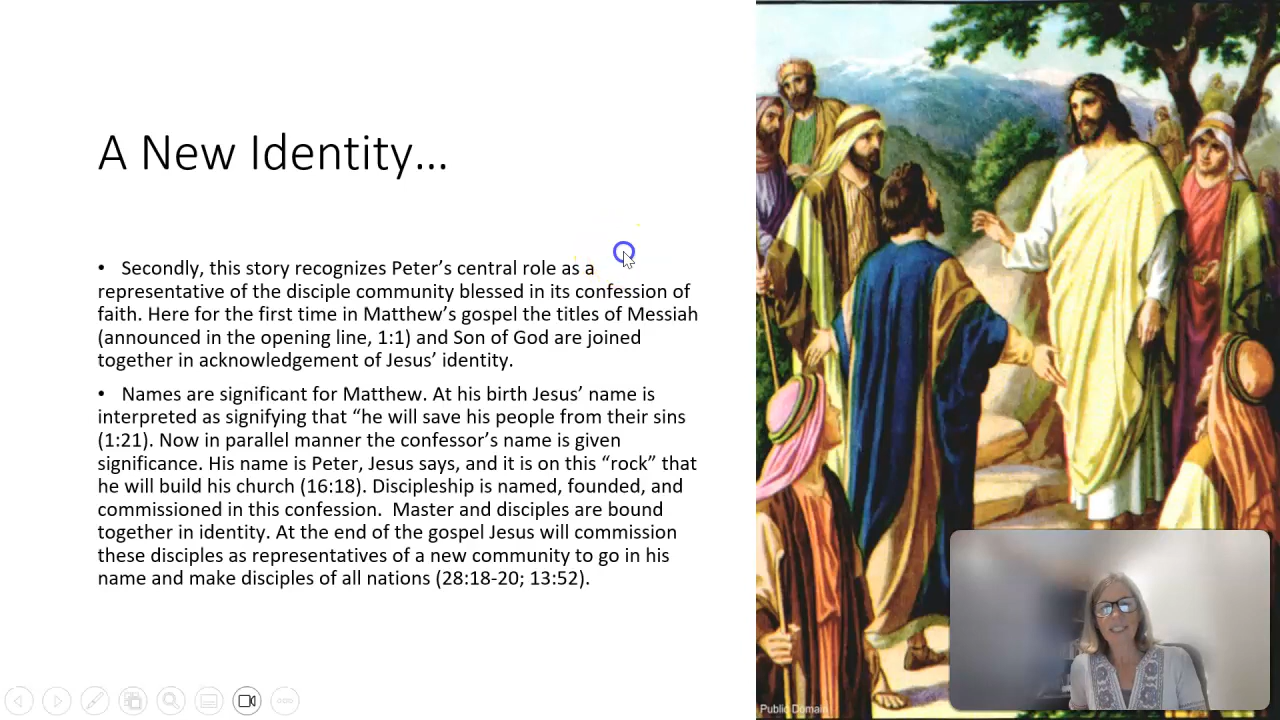 A New Identity...
• Secondly, this story recognizes Peter's central role as a
representative of the disciple community blessed in its confession of
faith. Here for the first time in Matthew's gospel the titles of Messiah
(announced in the opening line, 1:1) and Son of God are joined
together in acknowledgement of Jesus' identity.
• Names are significant for Matthew. At his birth Jesus' name is
interpreted as signifying that “he will save his people from their sins
(1:21). Now in parallel manner the confessor's name is given
significance. His name is Peter, Jesus says, and it is on this “rock” that
he will build his church (16:18). Discipleship is named, founded, and
commissioned in this confession.  Master and disciples are bound
together in identity. At the end of the gospel Jesus will commission
these disciples as representatives of a new community to go in his
name and make disciples of all nations (28:18-20; 13:52).
Public Domain